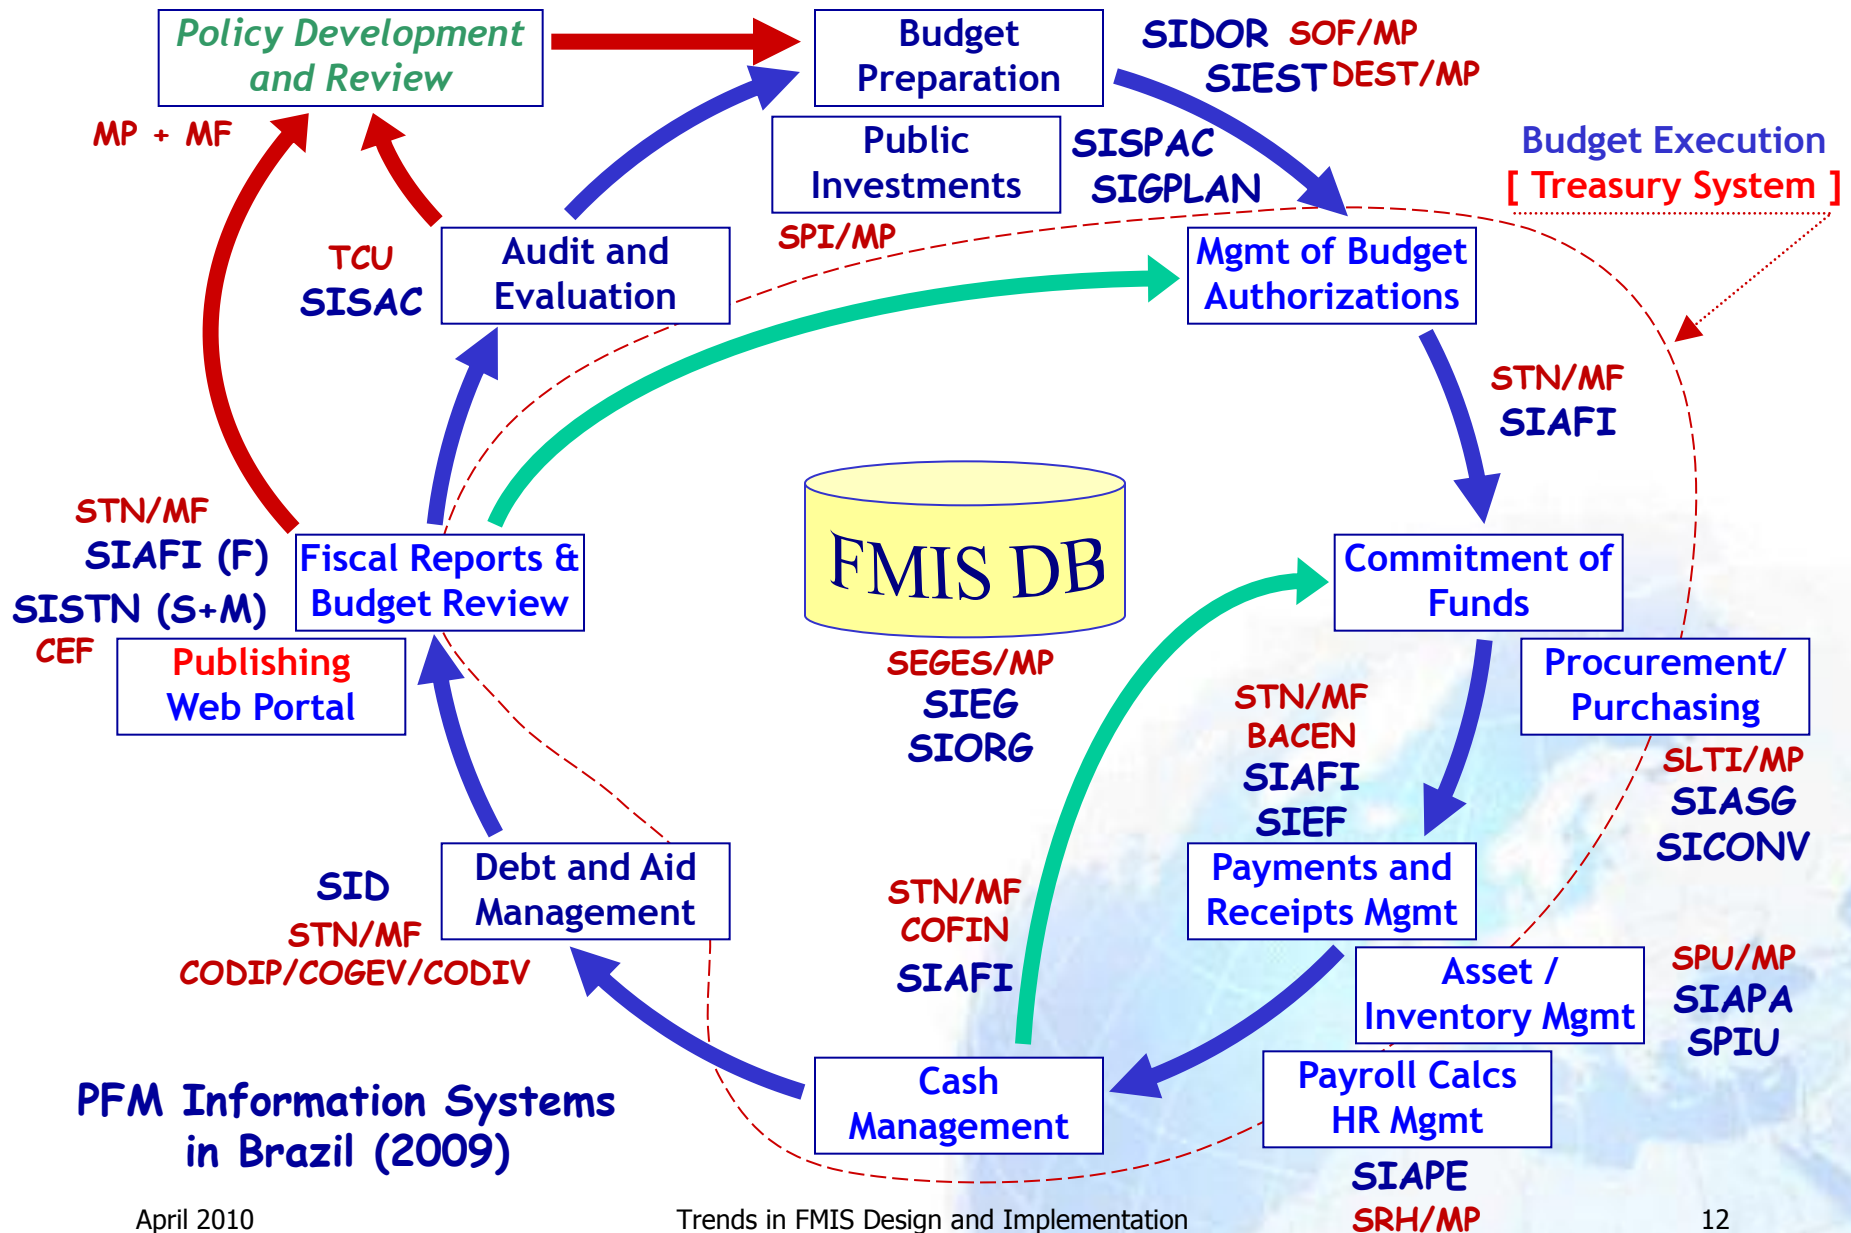 Policy Development
and Review
MP + MF
Budget
Preparation
SIDOR SOF/MP
SIEST DEST/MP
Public
Investments
SISPAC
SIGPLAN
SPI/MP
Budget Execution
[ Treasury System ]
TCU
SISAC
Audit and
Evaluation
Mgmt of Budget
Authorizations
STN/MF
SIAFI
STN/MF
SIAFI (F)
SISTN (S+M)
CEF
Fiscal Reports &
Budget Review
Publishing
Web Portal
FMIS DB
SEGES/MP
SIEG
SIORG
Commitment of
Funds
Procurement/
Purchasing
SLTI/MP
SIASG
SICONV
STN/MF
BACEN
SIAFI
SIEF
Payments and
Receipts Mgmt
SID
STN/MF
CODIP/COGEV/CODIV
Debt and Aid
Management
STN/MF
COFIN
SIAFI
Asset /
Inventory Mgmt
SPU/MP
SIAPA
SPIU
Cash
Management
Payroll Calcs
HR Mgmt
SIAPE
SRH/MP
PFM Information Systems
in Brazil (2009)
April 2010
Trends in FMIS Design and Implementation
12